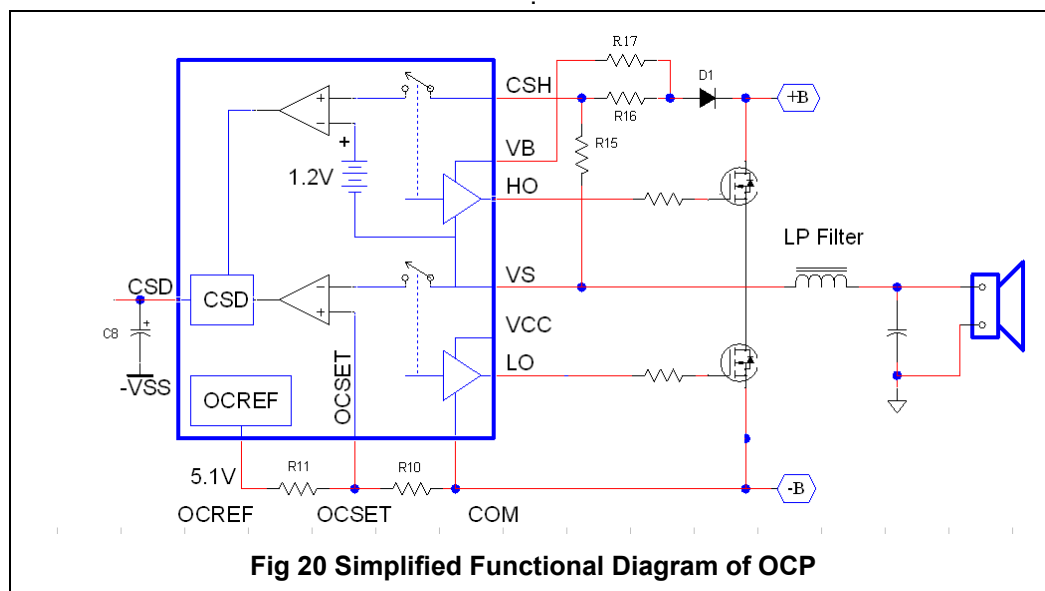 R17
CSH
D1
+B
R16
R15
VB
1.2V
HO
LP Filter
CSD
CSD
VS
VCC
C8
+
-VSS
OCSET
LO
OCREF
5.1V
R11
R10
-B
OCREF
OCSET
COM
Fig 20 Simplified Functional Diagram of OCP